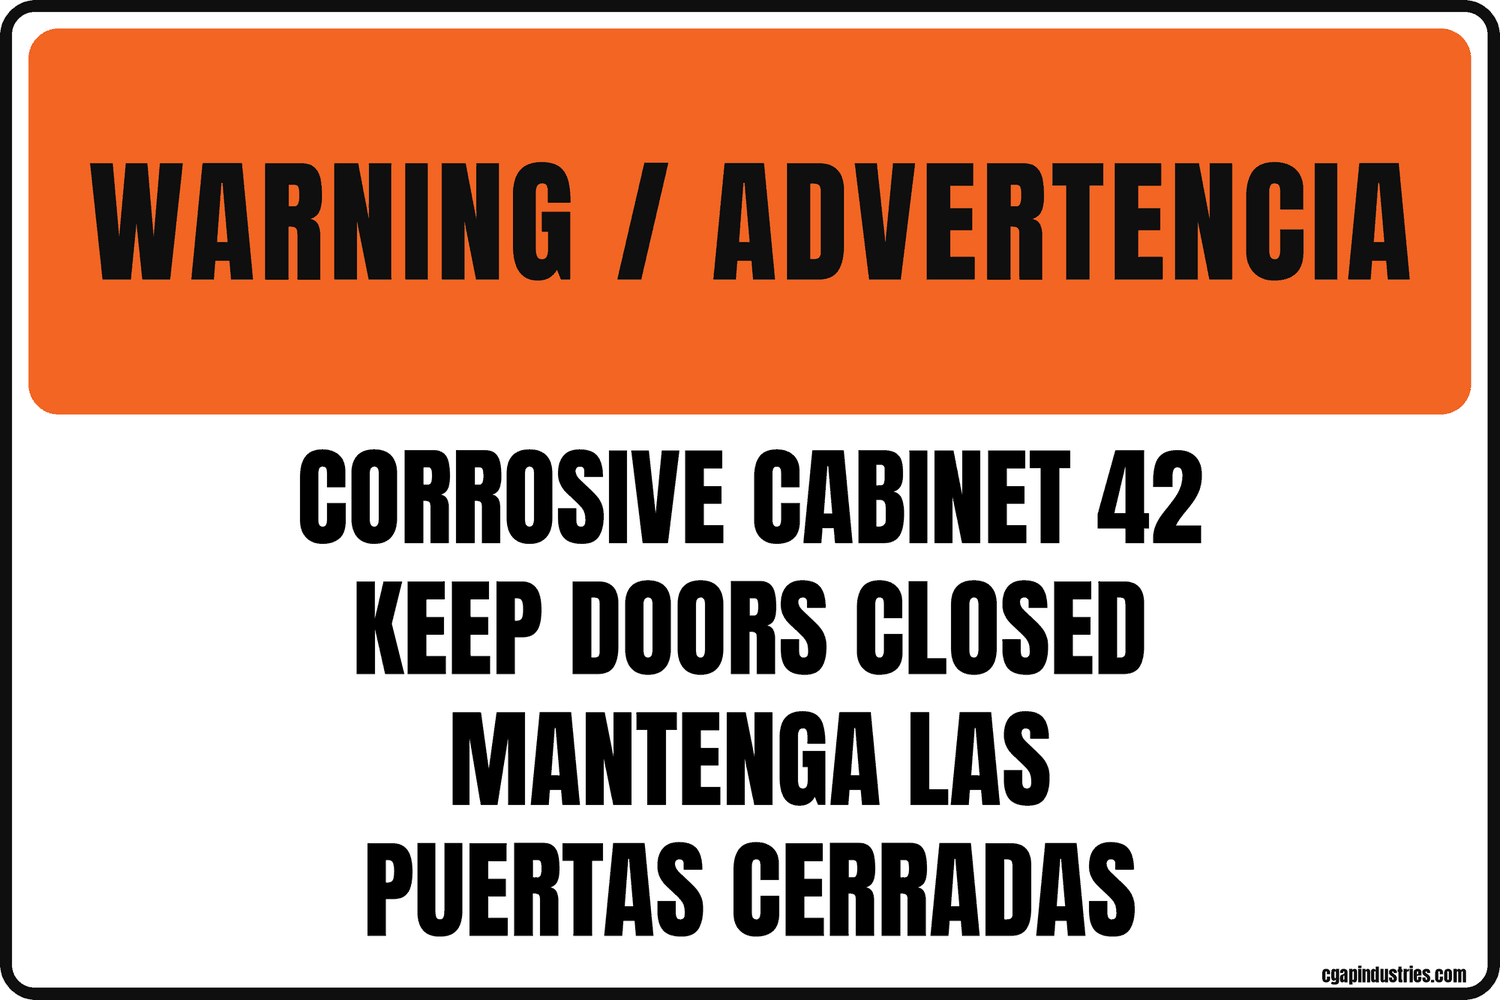 WARNING / ADVERTENCIA
CORROSIVE CABINET 42
KEEP DOORS CLOSED
MANTENGA LAS
PUERTAS CERRADAS
cgapindustries.com